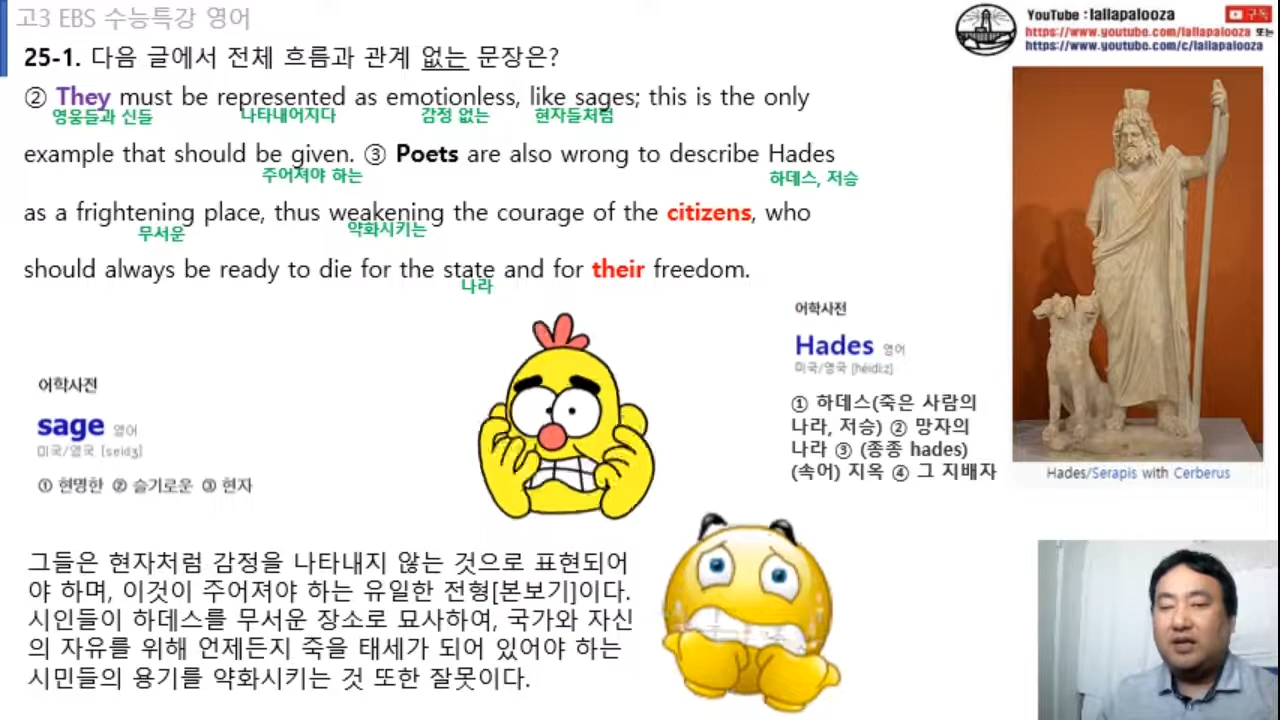 고3 EBS 수능특강 영어
YouTube : lallapalooza
구독
https://www.youtube.com/lallapalooza 또는
https://www.youtube.com/c/lallapalooza
25-1. 다음 글에서 전체 흐름과 관계 없는 문장은?
② They must be represented as emotionless, like sages; this is the only
영웅들과 신들 나타내어지다 감정 없는 현자들처럼
example that should be given. ③ Poets are also wrong to describe Hades
주어져야 하는 하데스, 저승
as a frightening place, thus weakening the courage of the citizens, who
무서운 약화시키는
should always be ready to die for the state and for their freedom.
나라
어학사전
sage 영어
미국/영국 [seidʒ]
① 현명한 ② 슬기로운 ③ 현자
어학사전
Hades 영어
미국/영국 [héidi:z]
① 하데스(죽은 사람의
나라, 저승) ② 망자의
나라 ③ (종종 hades)
(속어) 지옥 ④ 그 지배자
Hades/Serapis with Cerberus
그들은 현자처럼 감정을 나타내지 않는 것으로 표현되어
야 하며, 이것이 주어져야 하는 유일한 전형[본보기]이다.
시인들이 하데스를 무서운 장소로 묘사하여, 국가와 자신
의 자유를 위해 언제든지 죽을 태세가 되어 있어야 하는
시민들의 용기를 약화시키는 것 또한 잘못이다.